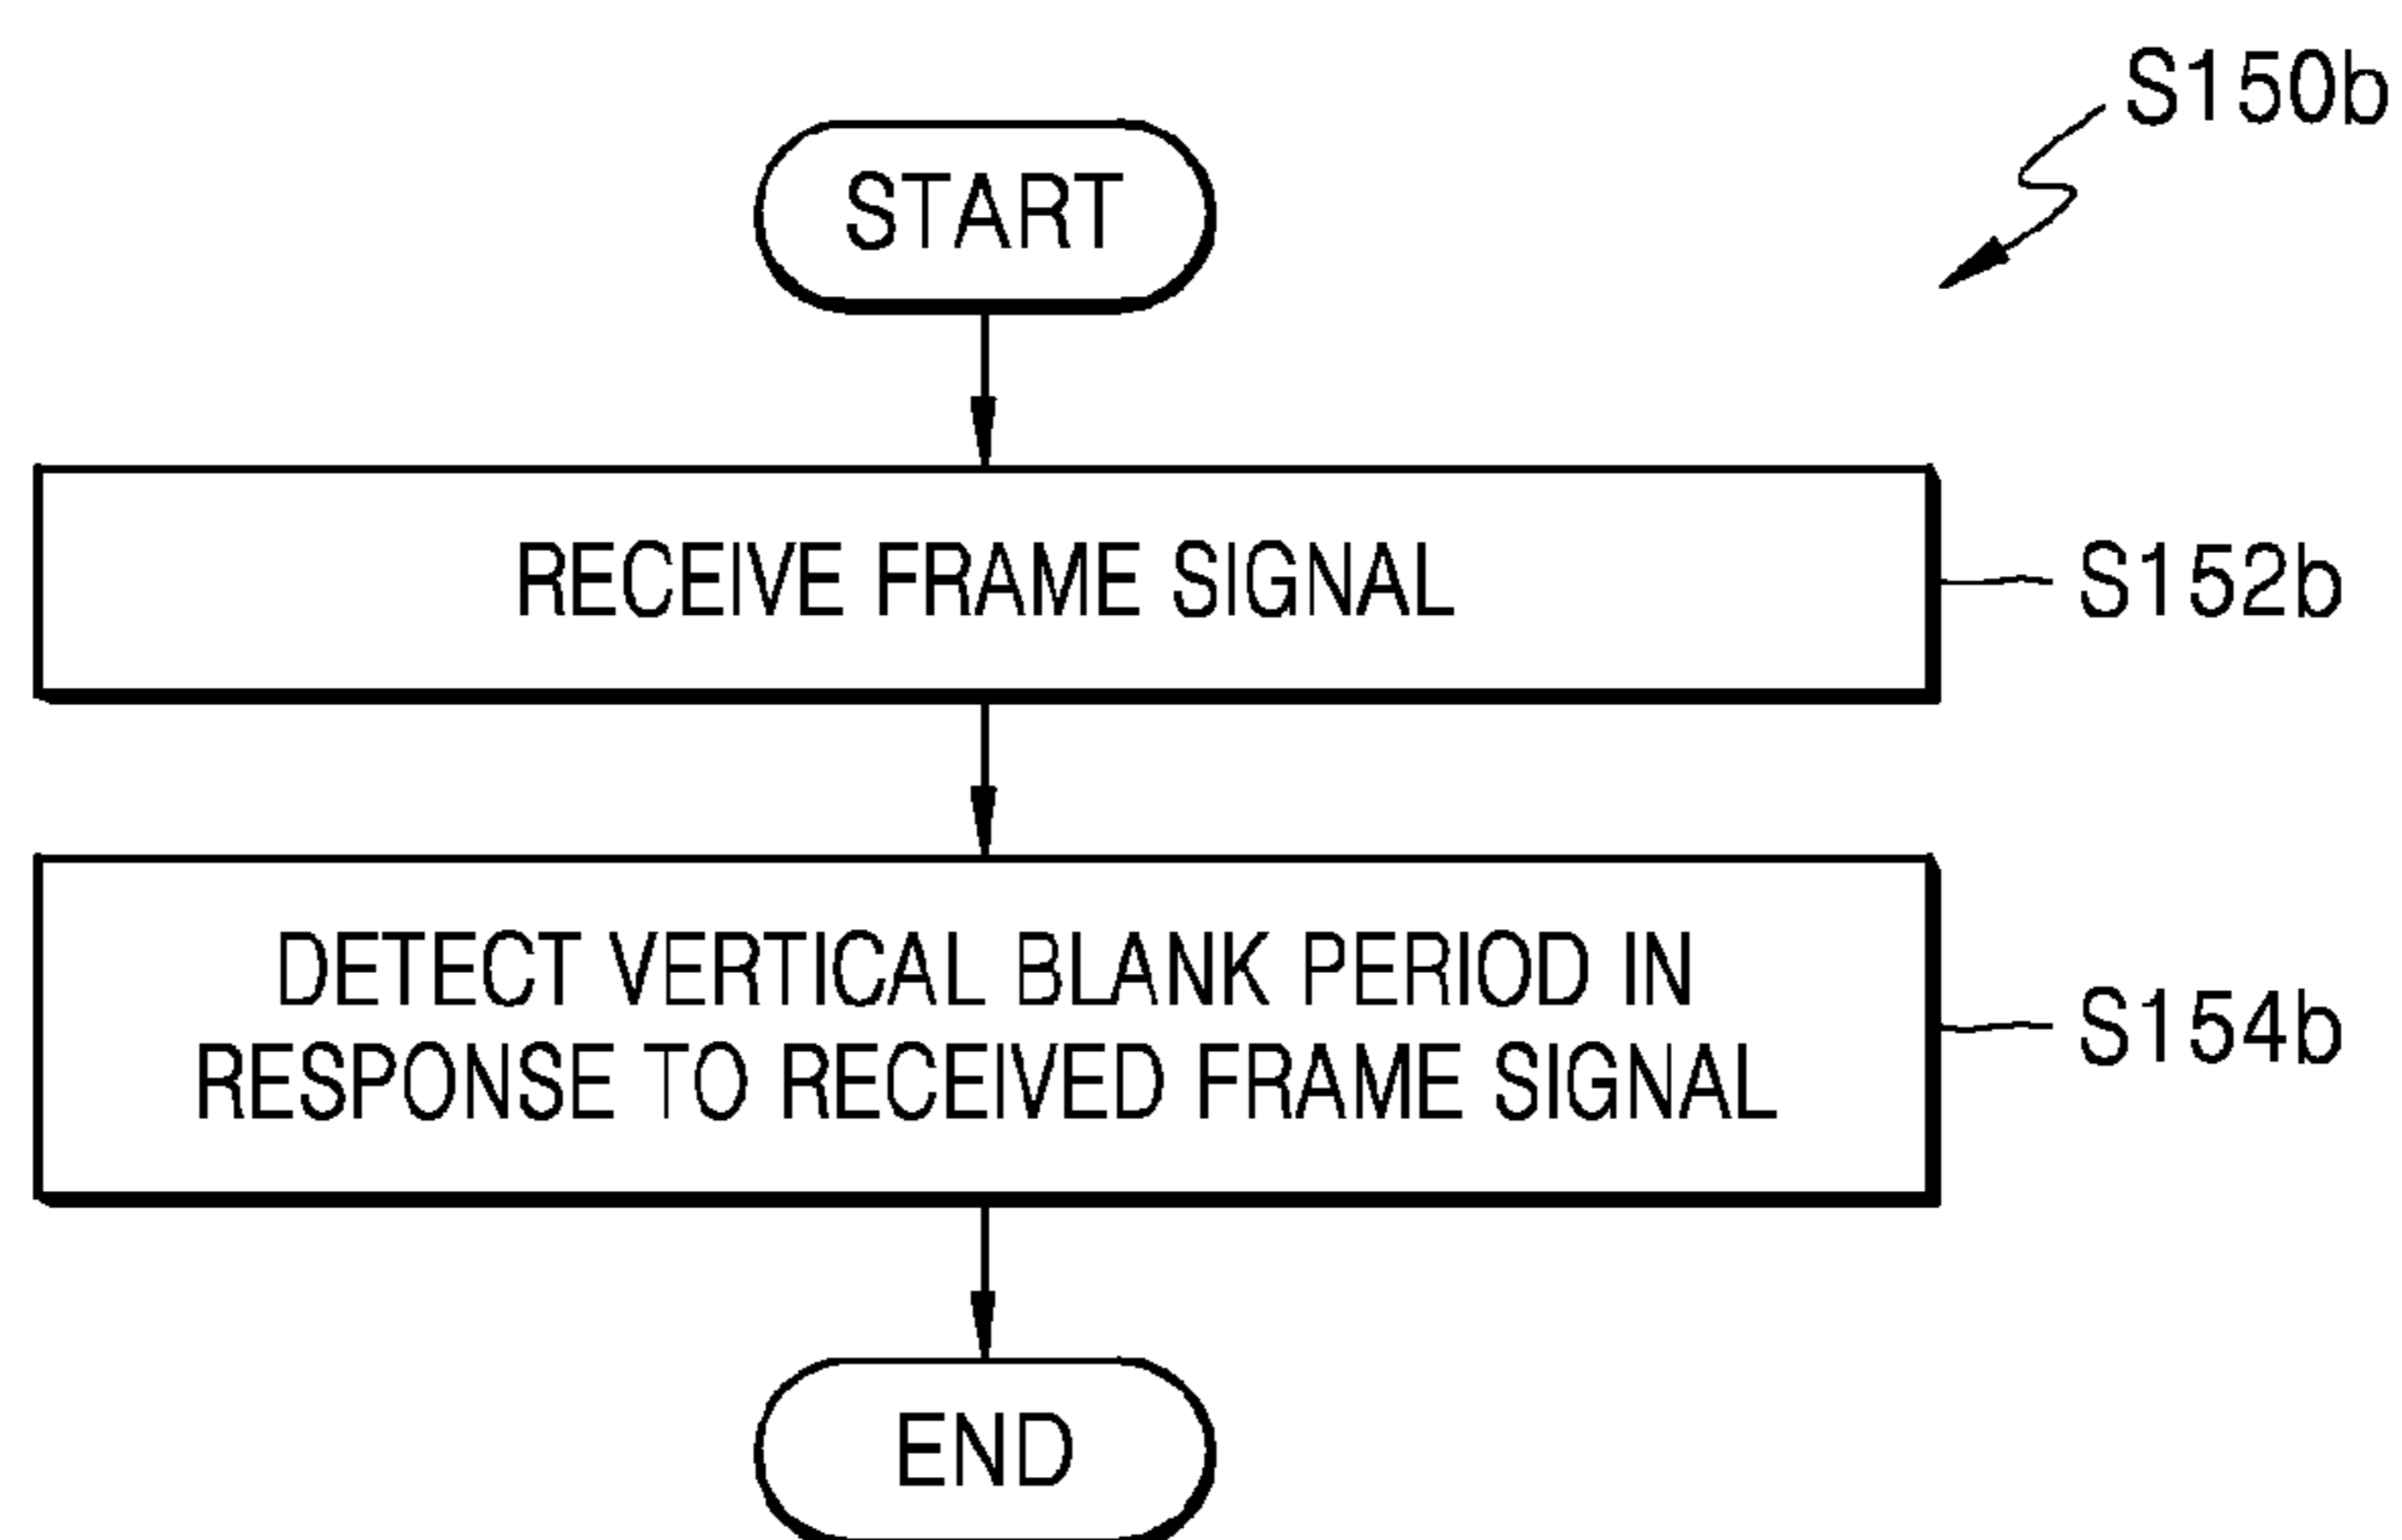 S150b
START
RECEIVE FRAME SIGNAL
S152b
DETECT VERTICAL BLANK PERIOD IN
RESPONSE TO RECEIVED FRAME SIGNAL
S154b
END